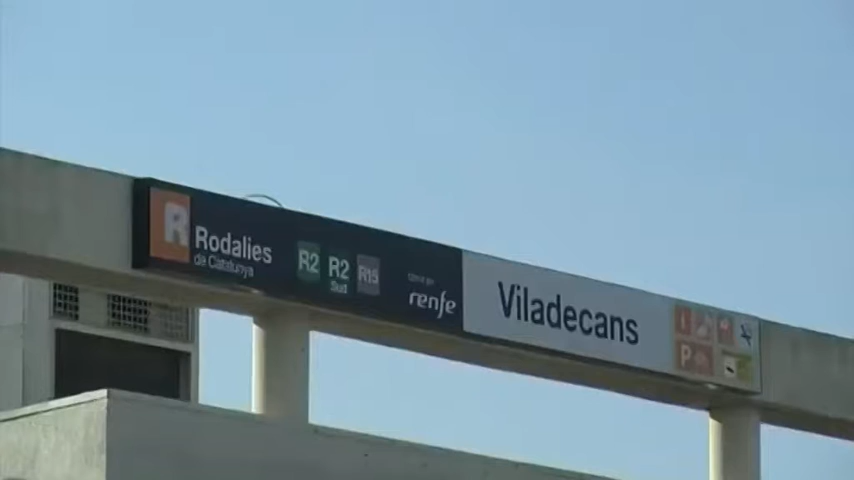 R
Rodalies
de Catalunya
R2
R2
Sud
R15
renfe
Viladecans
i
P